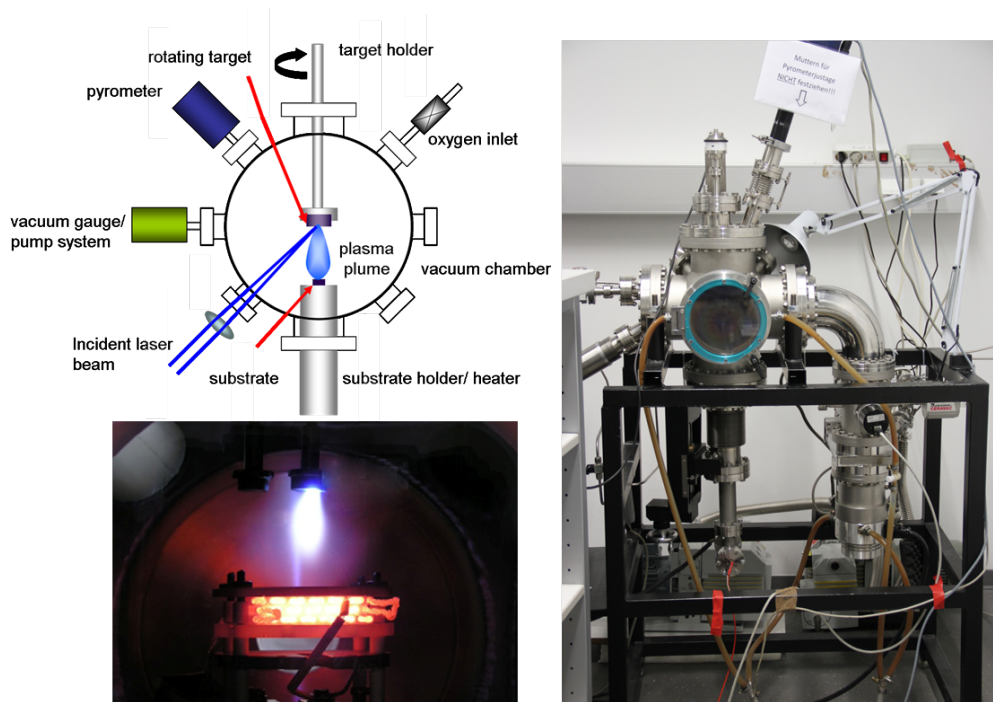 rotating target
target holder
pyrometer
oxygen inlet
vacuum gauge/
pump system
plasma
plume
vacuum chamber
Incident laser
beam
substrate
substrate holder/ heater
Muttern für
Pyrometerjustage
NICHT festziehen!!!